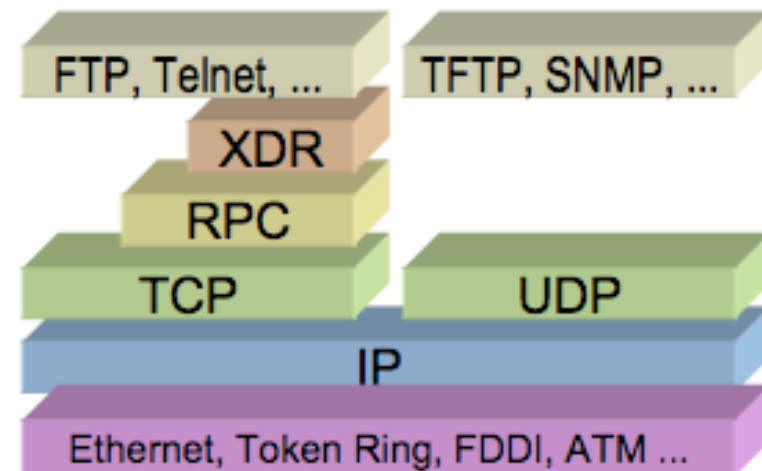 FTP, Telnet, ...
TFTP, SNMP, ...
XDR
RPC
TCP
UDP
IP
Ethernet, Token Ring, FDDI, ATM ...